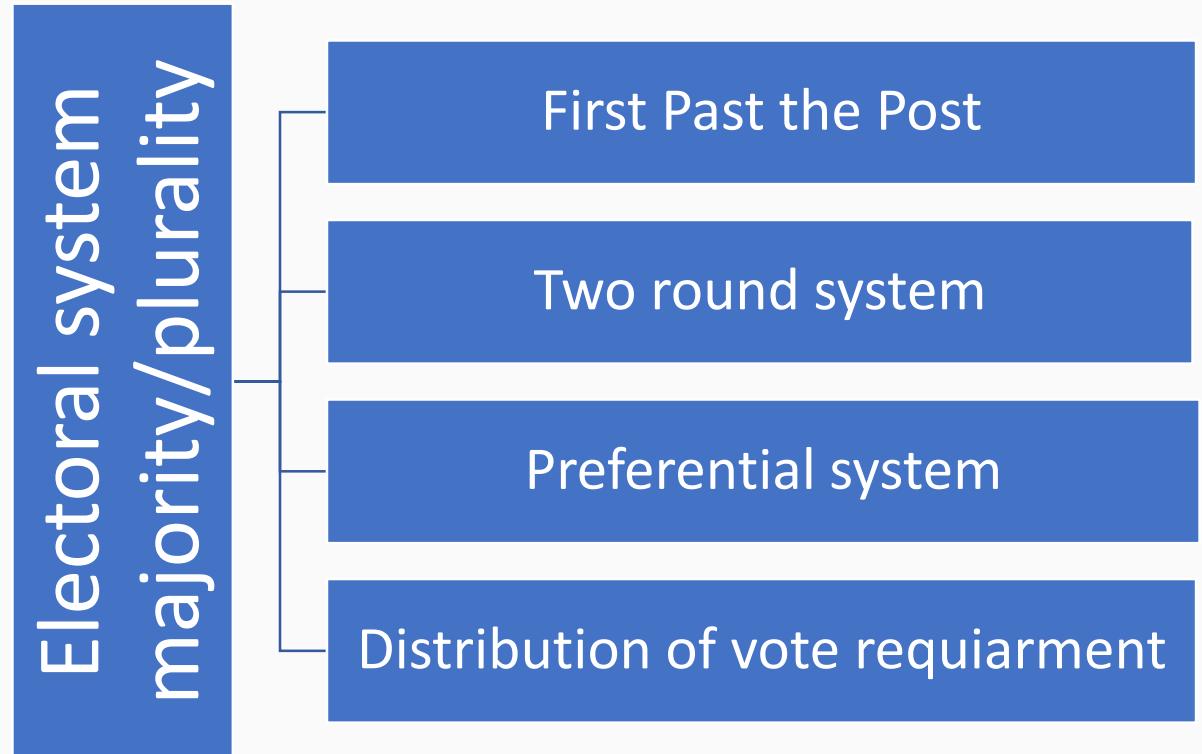 Electoral system
majority/plurality
First Past the Post
Two round system
Preferential system
Distribution of vote requiarment